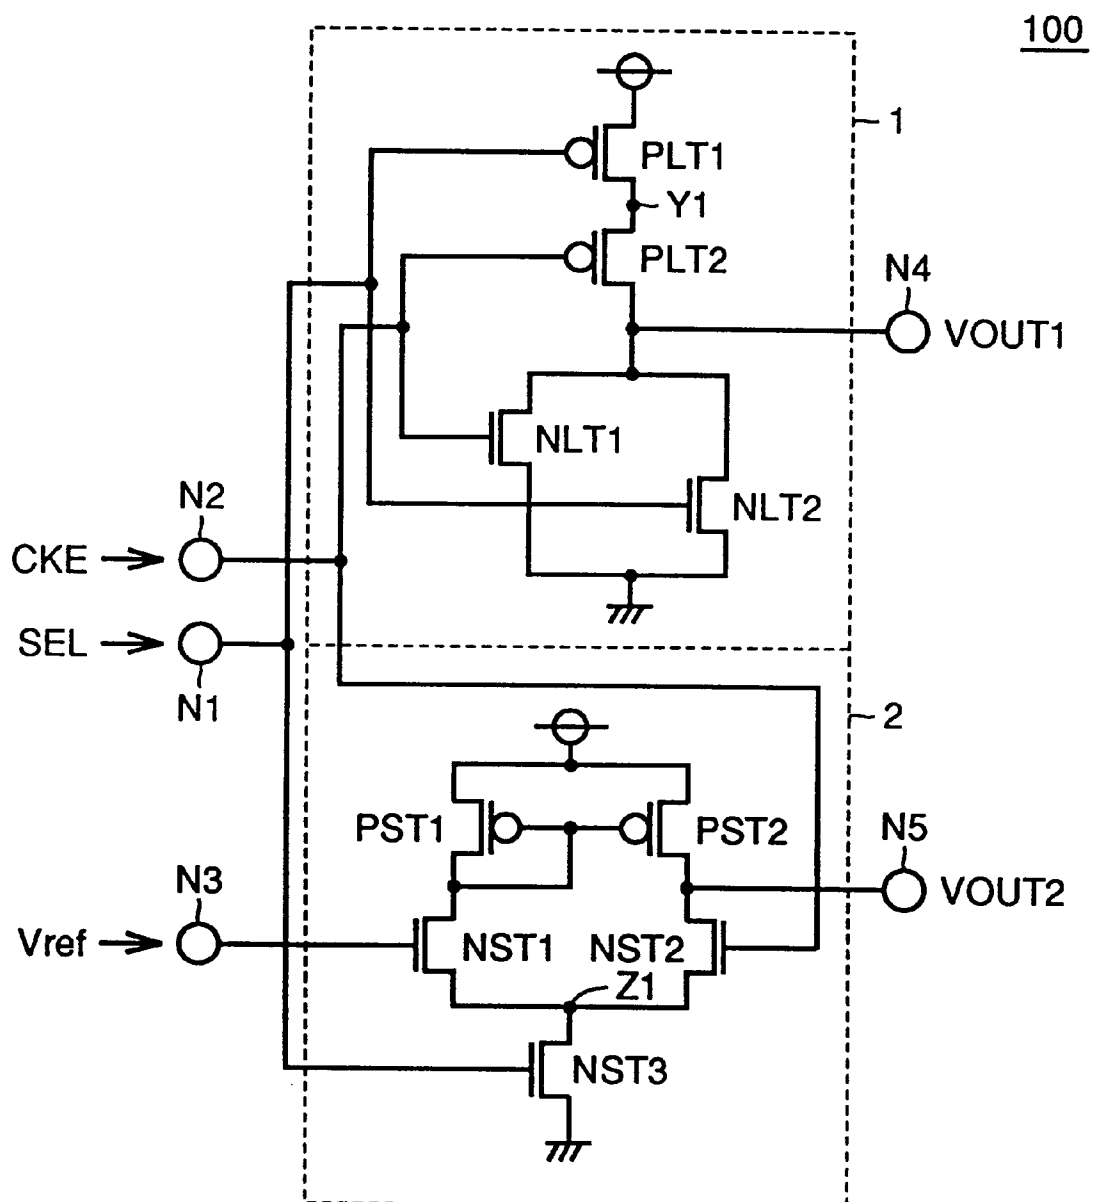 100
1
PLT1
Y1
PLT2
N4
VOUT1
NLT1
NLT2
N2
CKE
SEL
N1
2
PST1
PST2
N5
VOUT2
N3
Vref
NST1
NST2
Z1
NST3